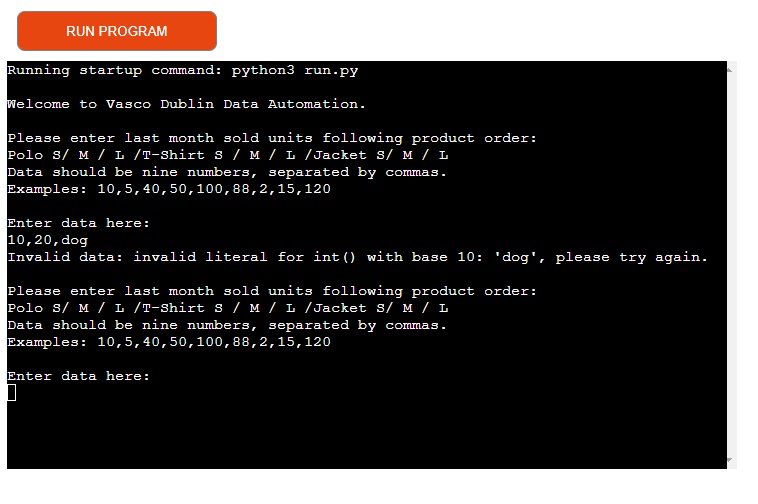 RUN PROGRAM
Running startup command: python3 run.py
Welcome to Vasco Dublin Data Automation.
Please enter last month sold units following product order:
Polo S/ M / L /T-Shirt S / M / L /Jacket S/ M / L
Data should be nine numbers, separated by commas.
Examples: 10,5,40,50,100,88,2,15,120
Enter data here:
10,20,dog
Invalid data: invalid literal for int() with base 10: 'dog', please try again.
Please enter last month sold units following product order:
Polo S/ M / L /T-Shirt S / M / L /Jacket S/ M / L
Data should be nine numbers, separated by commas.
Examples: 10,5,40,50,100,88,2,15,120
Enter data here: